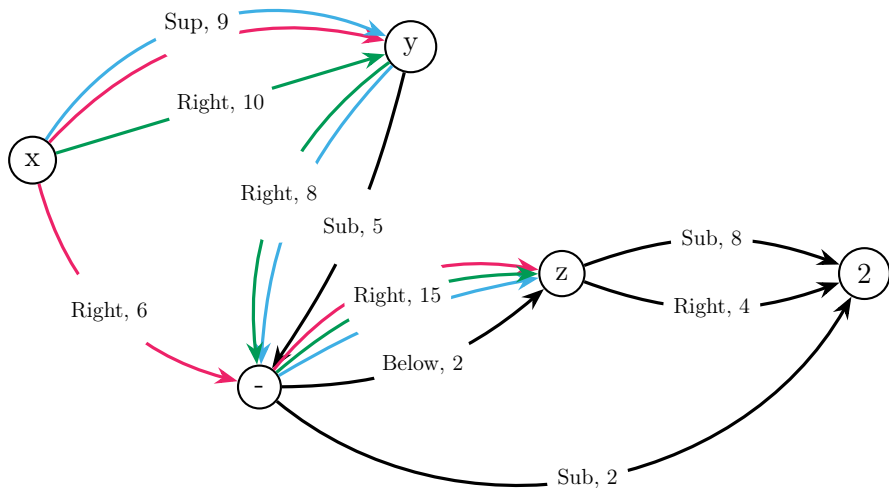 Sup, 9
y
Right, 10
x
Right, 8
Sub, 5
Sub, 8
z
2
Right, 15
Right, 4
Right, 6
Below, 2
-
Sub, 2